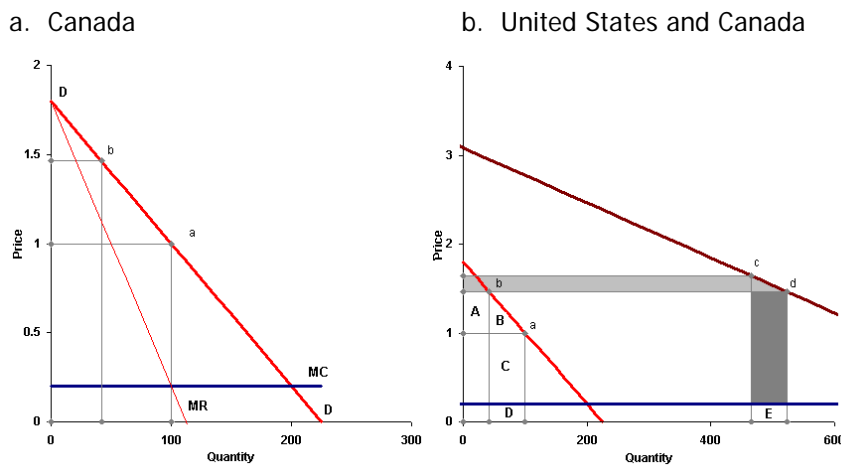 a. Canada
b. United States and Canada
2
D
1.5
b
1
a
0.5
MC
MR
D
0
0
100
200
300
Price
Quantity
4
3
c
d
2
b
A
B
a
1
C
D
E
0
0
200
400
600
Price
Quantity